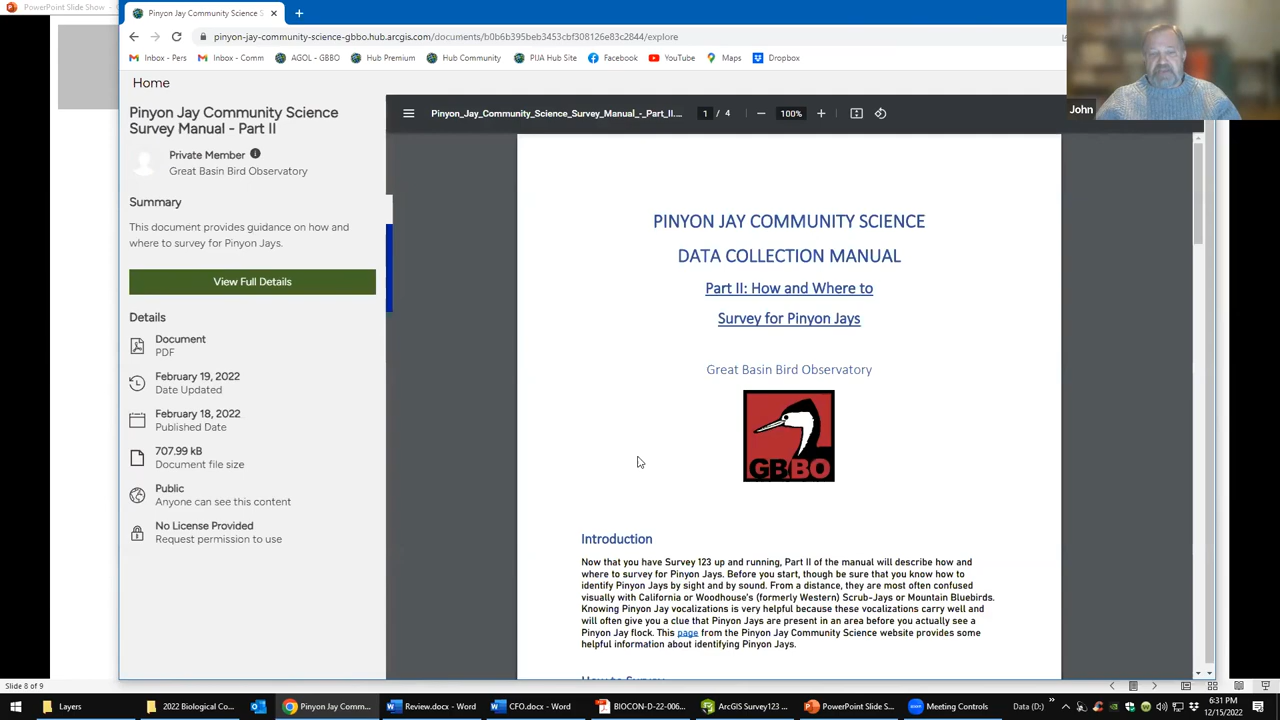 PowerPoint Slide Show -
Pinyon Jay Community Science S
pinyon-jay-community-science-gbbo.hub.arcgis.com/documents/b0b6b395beb3453cbf308126e83c2844/explore
Inbox - Pers
Inbox - Comm
AGOL - GBBO
Hub Premium
Hub Community
PIJA Hub Site
Facebook
YouTube
Maps
Dropbox
John
Home
Pinyon Jay Community Science
Survey Manual - Part II
Private Member
Great Basin Bird Observatory
Summary
This document provides guidance on how and
where to survey for Pinyon Jays.
View Full Details
Details
Document
PDF
February 19, 2022
Date Updated
February 18, 2022
Published Date
707.99 kB
Document file size
Public
Anyone can see this content
No License Provided
Request permission to use
Pinyon_Jay_Community_Science_Survey_Manual_-_Part_II....
1 / 4
100%
PINYON JAY COMMUNITY SCIENCE
DATA COLLECTION MANUAL
Part II: How and Where to
Survey for Pinyon Jays
Great Basin Bird Observatory
GBBO
Introduction
Now that you have Survey 123 up and running, Part II of the manual will describe how and
where to survey for Pinyon Jays. Before you start, though be sure that you know how to
identify Pinyon Jays by sight and by sound. From a distance, they are most often confused
visually with California or Woodhouse's (formerly Western) Scrub-Jays or Mountain Bluebirds.
Knowing Pinyon Jay vocalizations is very helpful because these vocalizations carry well and
will often give you a clue that Pinyon Jays are present in an area before you actually see a
Pinyon Jay flock. This page from the Pinyon Jay Community Science website provides some
helpful information about identifying Pinyon Jays.
How to Survey
Slide 8 of 9
Layers
2022 Biological Co...
Pinyon Jay Comm...
Review.docx - Word
CFO.docx - Word
BIOCON-D-22-006...
ArcGIS Survey123 ...
PowerPoint Slide S...
Meeting Controls
Data (D:)
6:31 PM
12/15/2022